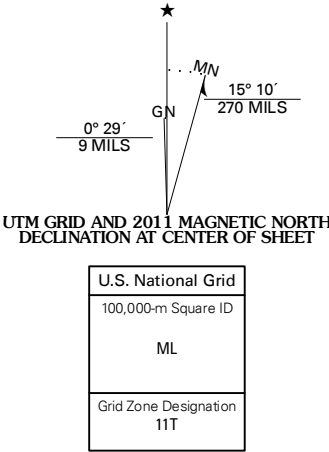 ★
MN
15° 10´
270 MILS
GN
0° 29´
9 MILS
UTM GRID AND 2011 MAGNETIC NORTH
DECLINATION AT CENTER OF SHEET
U.S. National Grid
100,000-m Square ID
ML
Grid Zone Designation
11T